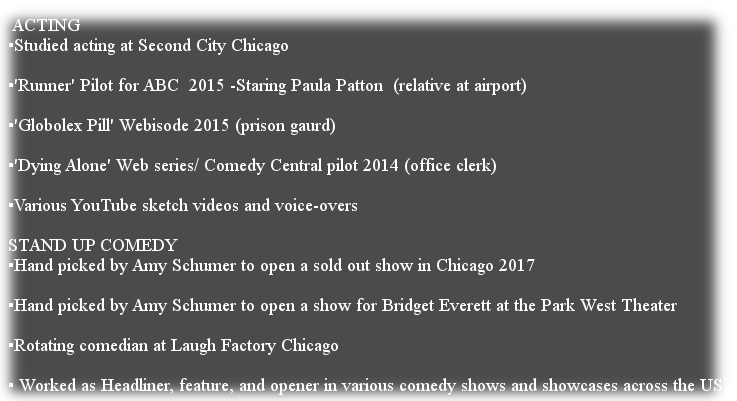 ACTING
▪Studied acting at Second City Chicago
▪'Runner' Pilot for ABC  2015 -Staring Paula Patton  (relative at airport)
▪'Globolex Pill' Webisode 2015 (prison gaurd)
▪'Dying Alone' Web series/ Comedy Central pilot 2014 (office clerk)
▪Various YouTube sketch videos and voice-overs
STAND UP COMEDY
▪Hand picked by Amy Schumer to open a sold out show in Chicago 2017
▪Hand picked by Amy Schumer to open a show for Bridget Everett at the Park West Theater
▪Rotating comedian at Laugh Factory Chicago
▪ Worked as Headliner, feature, and opener in various comedy shows and showcases across the US